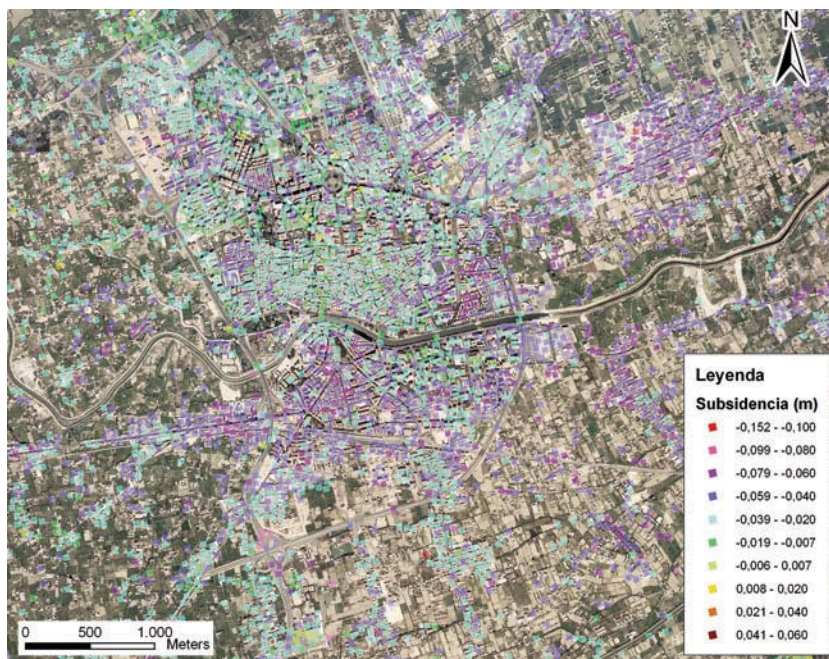 N
Leyenda
Subsidencia (m)
-0,152 - -0,100
-0,099 - -0,080
-0,079 - -0,060
-0,059 - -0,040
-0,039 - -0,020
-0,019 - -0,007
-0,006 - 0,007
0,008 - 0,020
0,021 - 0,040
0,041 - 0,060
0 500 1.000
Meters